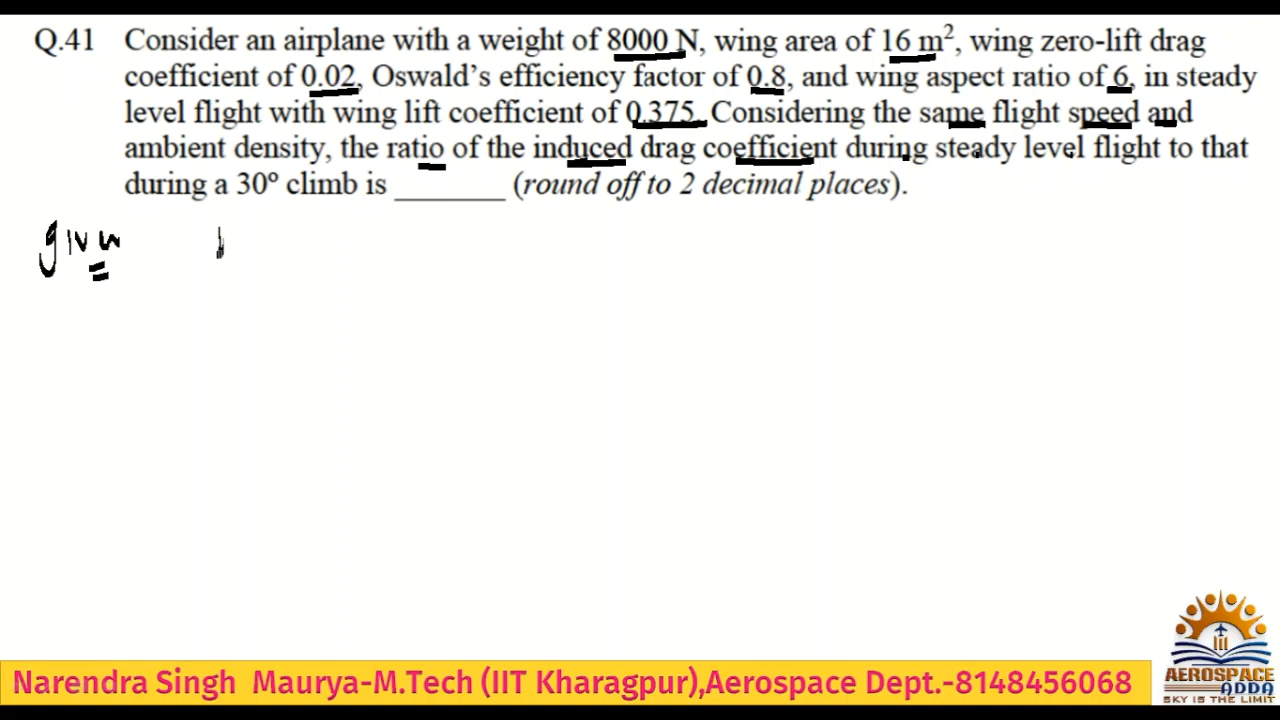 Q.41 Consider an airplane with a weight of 8000 N, wing area of 16 m², wing zero-lift drag
coefficient of 0.02, Oswald's efficiency factor of 0.8, and wing aspect ratio of 6, in steady
level flight with wing lift coefficient of 0.375. Considering the same flight speed and
ambient density, the ratio of the induced drag coefficient during steady level flight to that
during a 30º climb is ________ (round off to 2 decimal places).
given
Narendra Singh Maurya-M.Tech (IIT Kharagpur),Aerospace Dept.-8148456068
AEROSPACE
ADDA
SKY IS THE LIMIT